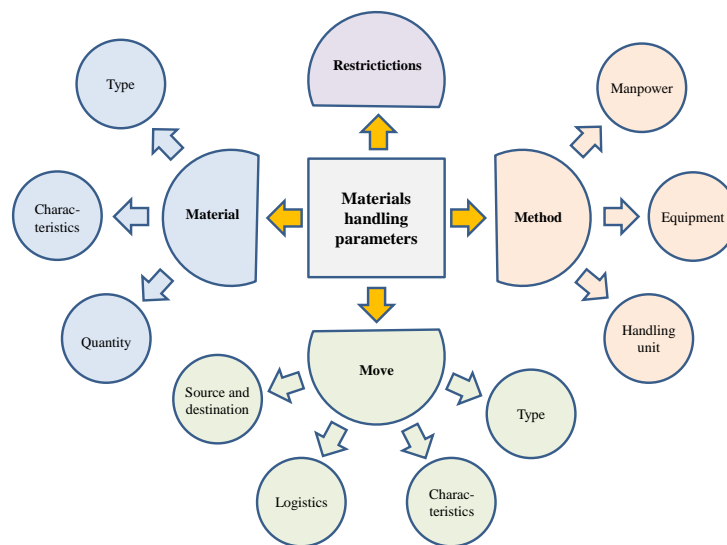 Restrictictions
Type
Manpower
Materials
handling
parameters
Charac-
teristics
Material
Method
Equipment
Quantity
Handling
unit
Move
Source and
destination
Type
Logistics
Charac-
teristics